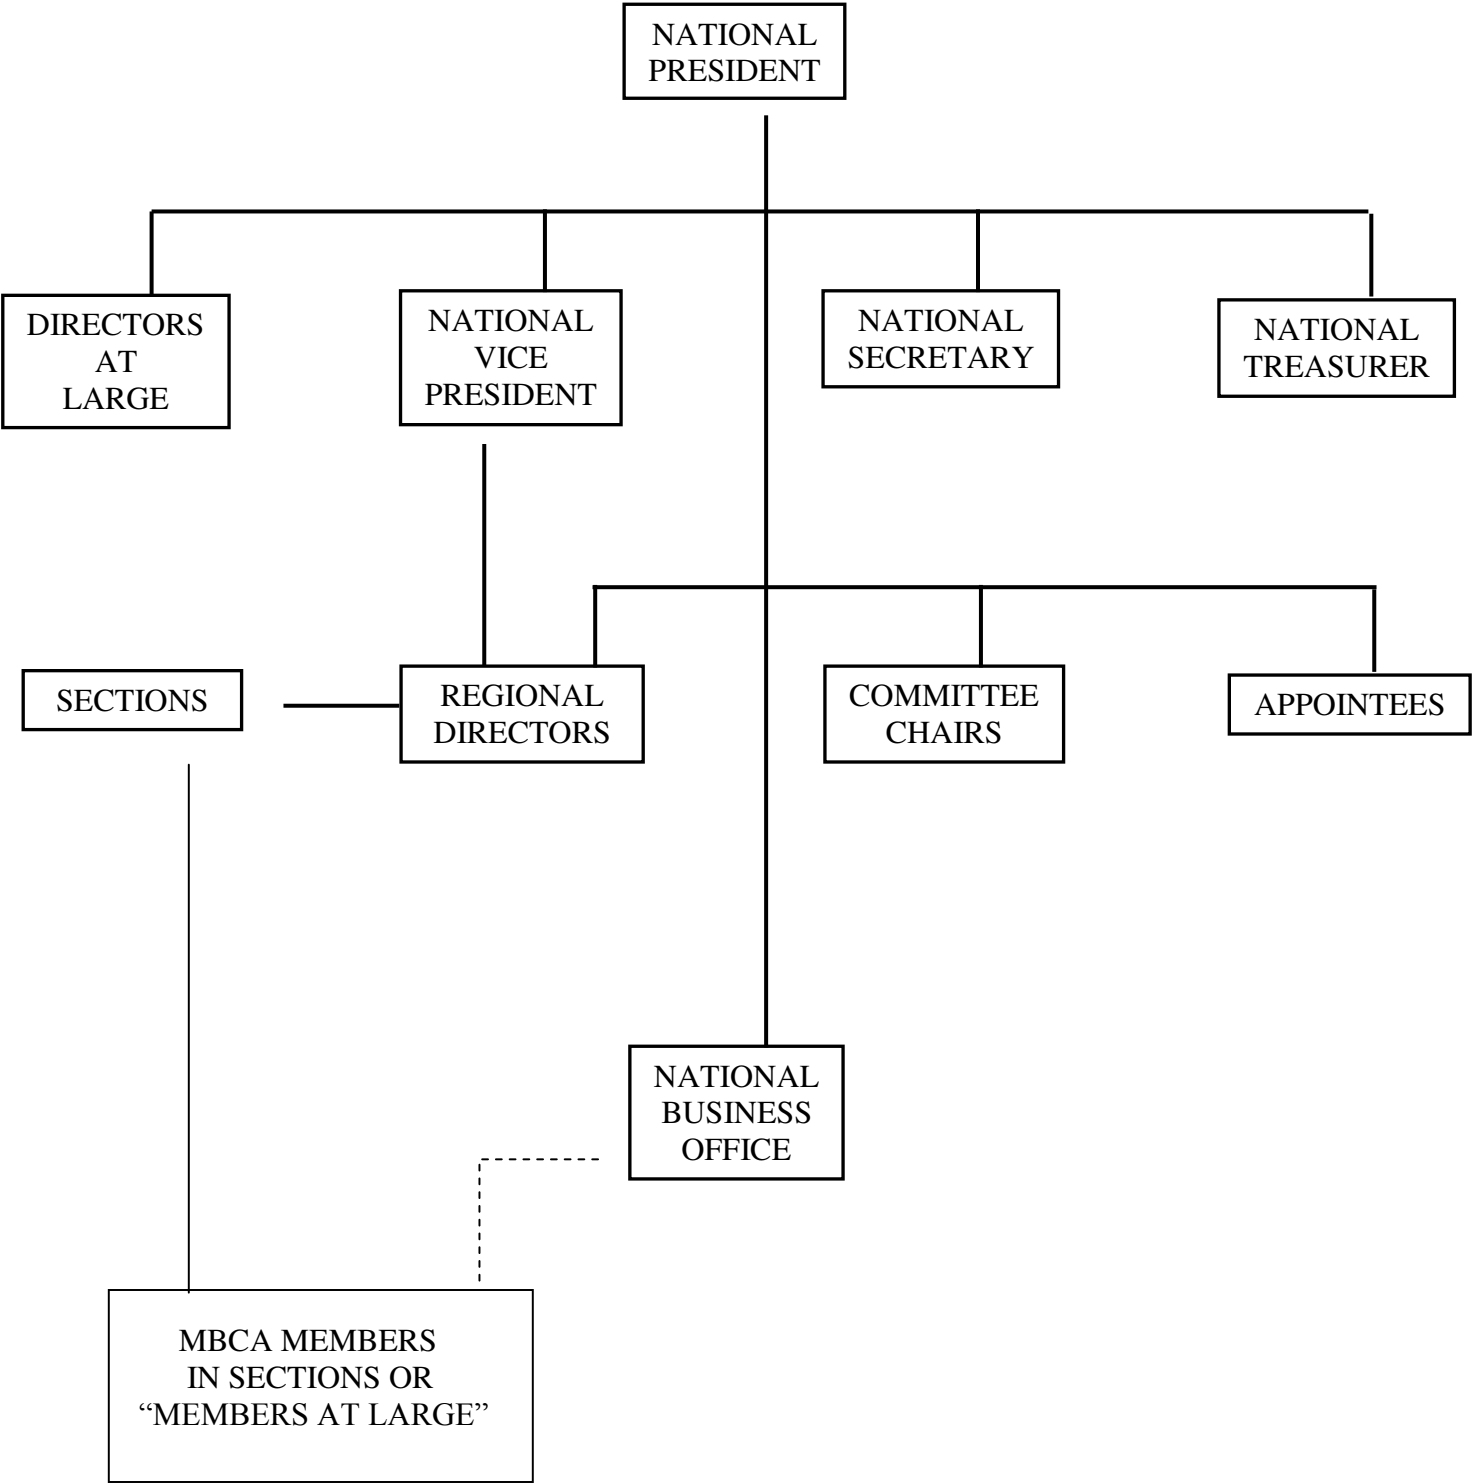 NATIONAL
PRESIDENT
DIRECTORS
AT
LARGE
NATIONAL
VICE
PRESIDENT
NATIONAL
SECRETARY
NATIONAL
TREASURER
SECTIONS
REGIONAL
DIRECTORS
COMMITTEE
CHAIRS
APPOINTEES
NATIONAL
BUSINESS
OFFICE
MBCA MEMBERS
IN SECTIONS OR
“MEMBERS AT LARGE”